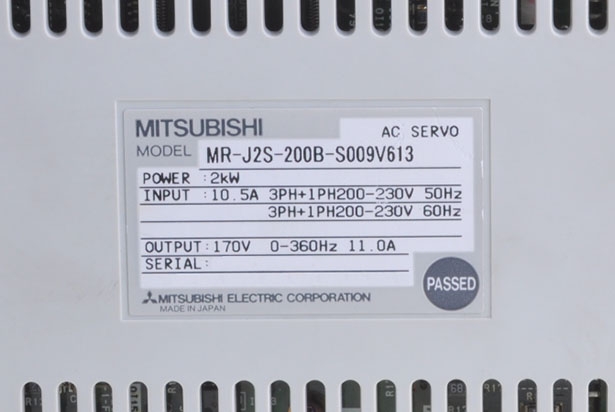 MITSUBISHI
AC SERVO
MODEL MR-J2S-200B-S009V613
POWER :2kW
INPUT :10.5A 3PH+1PH200-230V 50Hz
3PH+1PH200-230V 60Hz
OUTPUT:170V 0-360Hz 11.0A
SERIAL:
PASSED
MITSUBISHI ELECTRIC CORPORATION
MADE IN JAPAN